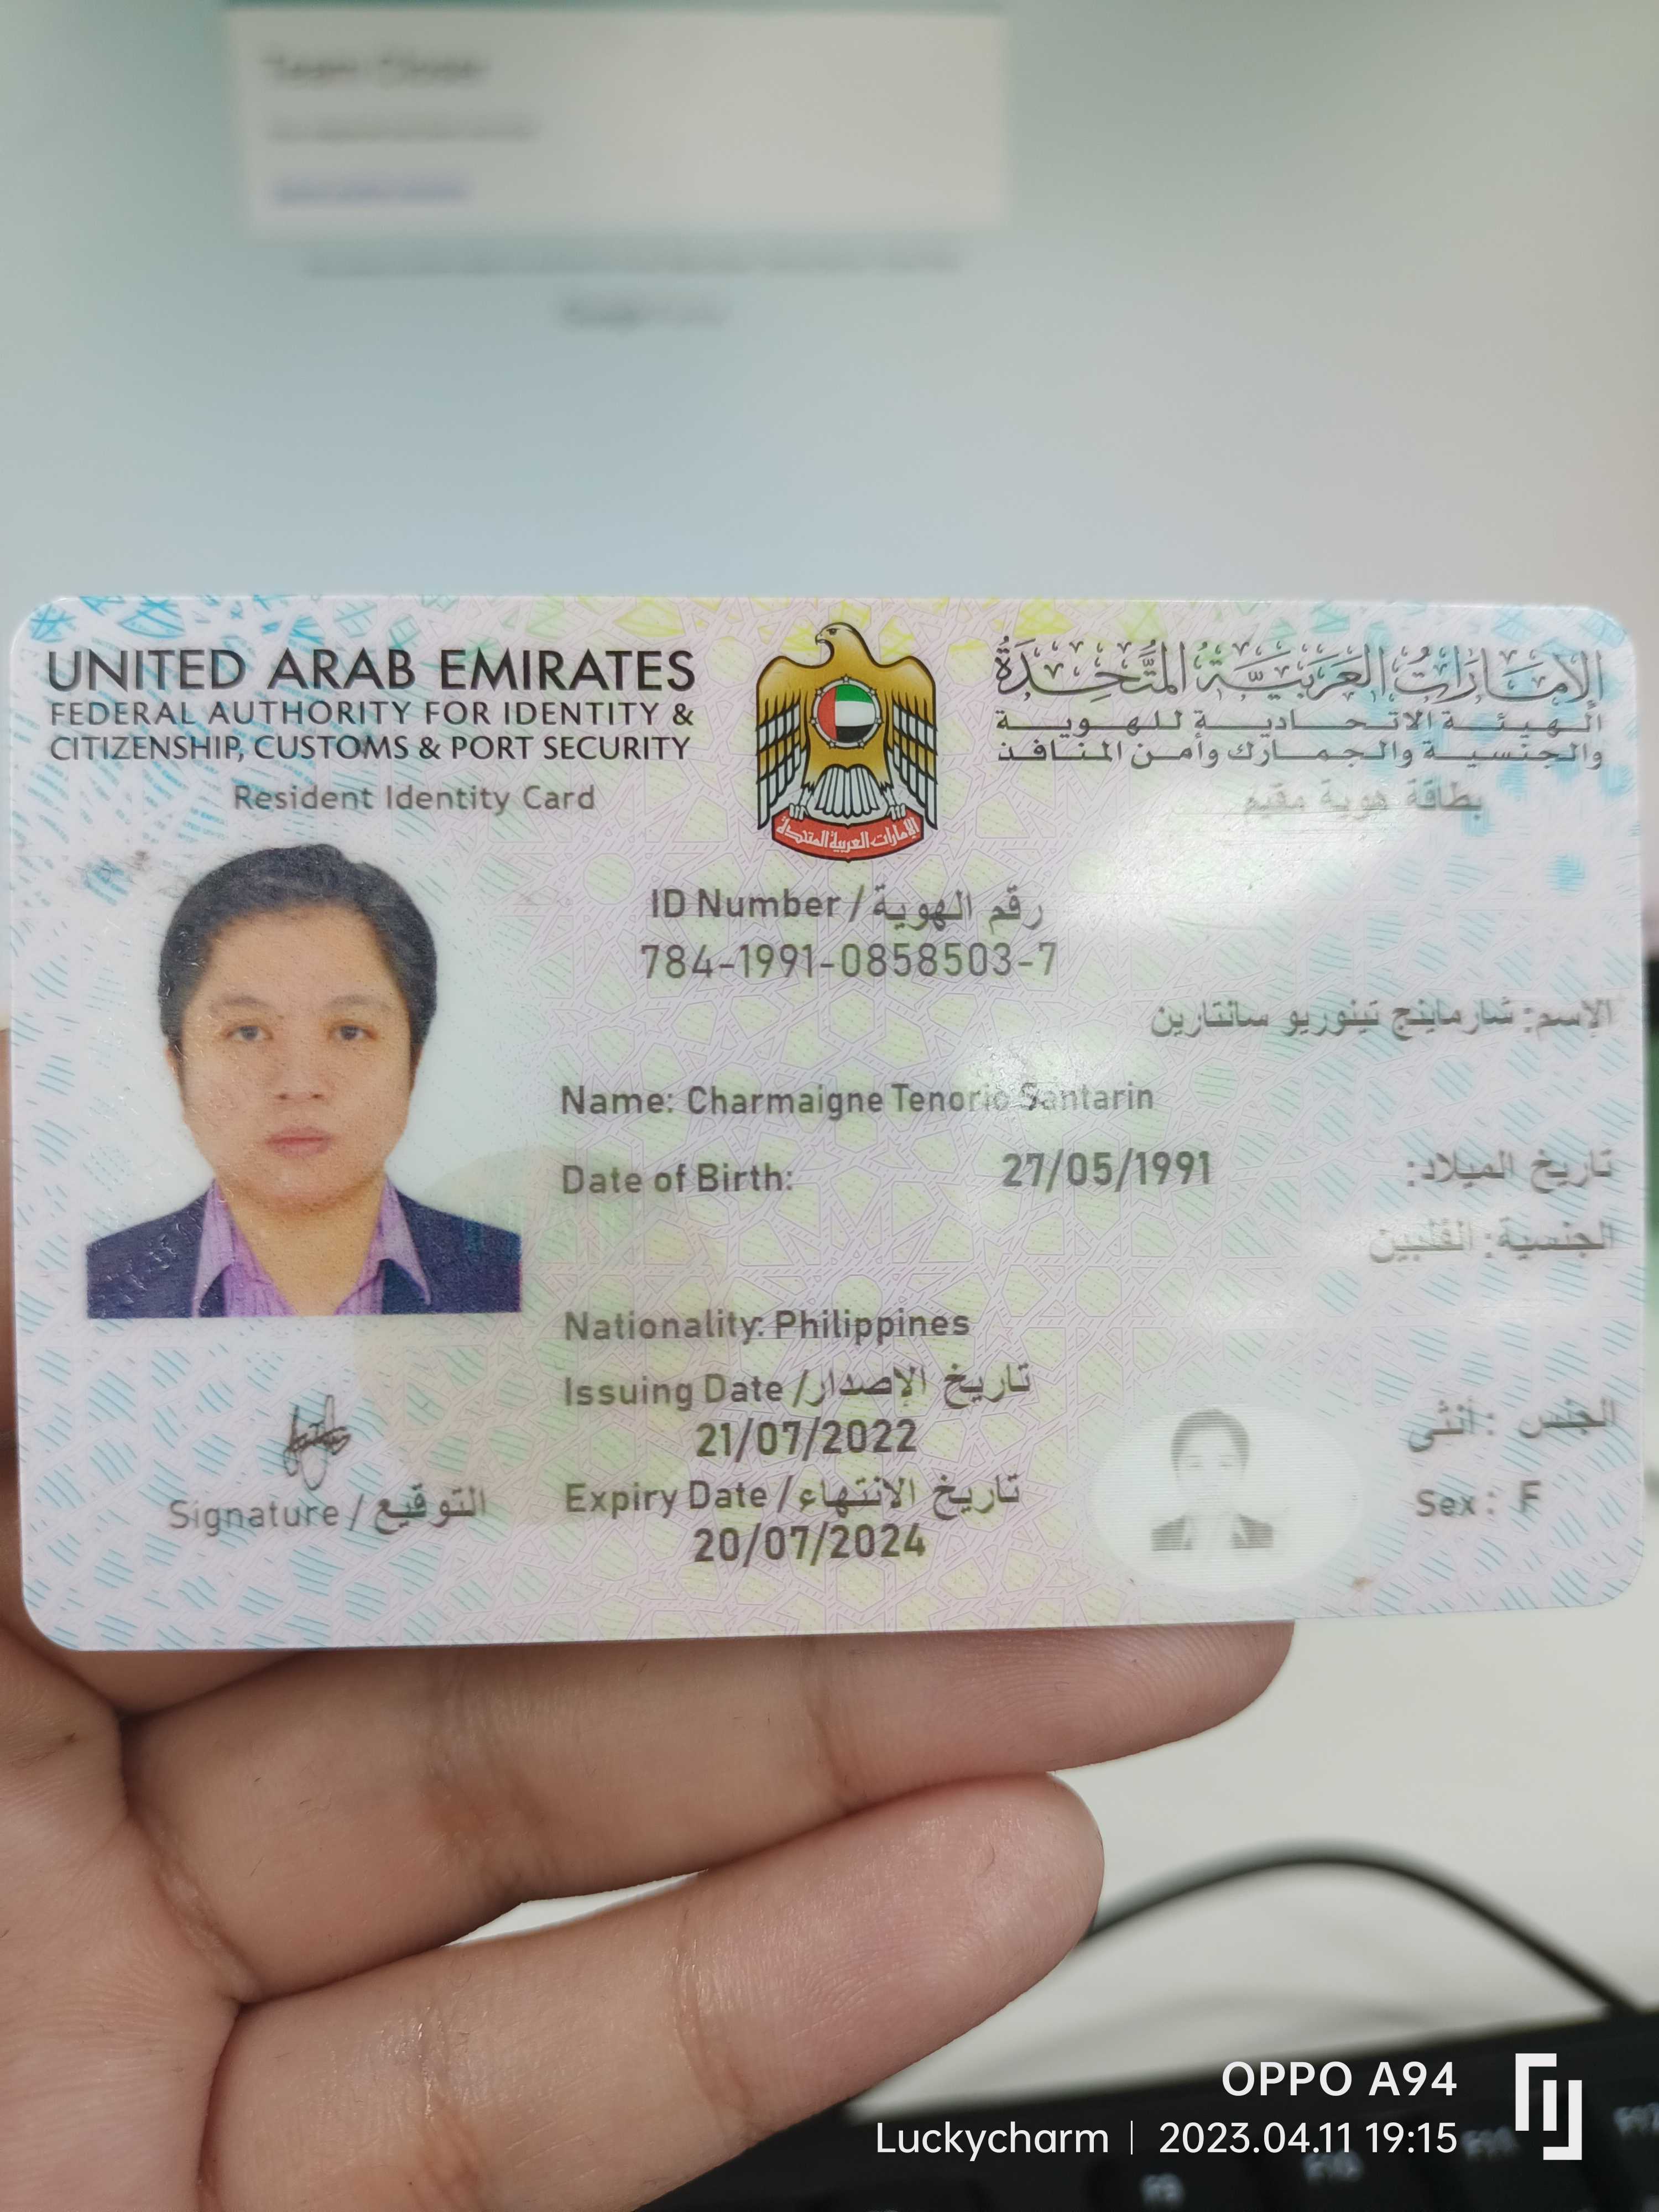 UNITED ARAB EMIRATES
FEDERAL AUTHORITY FOR IDENTITY &
CITIZENSHIP, CUSTOMS & PORT SECURITY
Resident Identity Card
الإمارات العربية المتحدة
الإمارات العربية المتحدة
الهيئة الاتحادية للهوية
والجنسية والجمارك وأمن المنافذ
بطاقة هوية مقيم
ID Number / رقم الهوية
784-1991-0858503-7
الإسم: شارماينج تينوريو سانتارين
Name: Charmaigne Tenorio Santarin
Date of Birth: 27/05/1991 تاريخ الميلاد:
الجنسية: الفلبين
Nationality: Philippines
Issuing Date / تاريخ الإصدار
21/07/2022
Expiry Date / تاريخ الانتهاء
20/07/2024
الجنس : أنثى
Sex : F
Signature / التوقيع
OPPO A94
Luckycharm | 2023.04.11 19:15